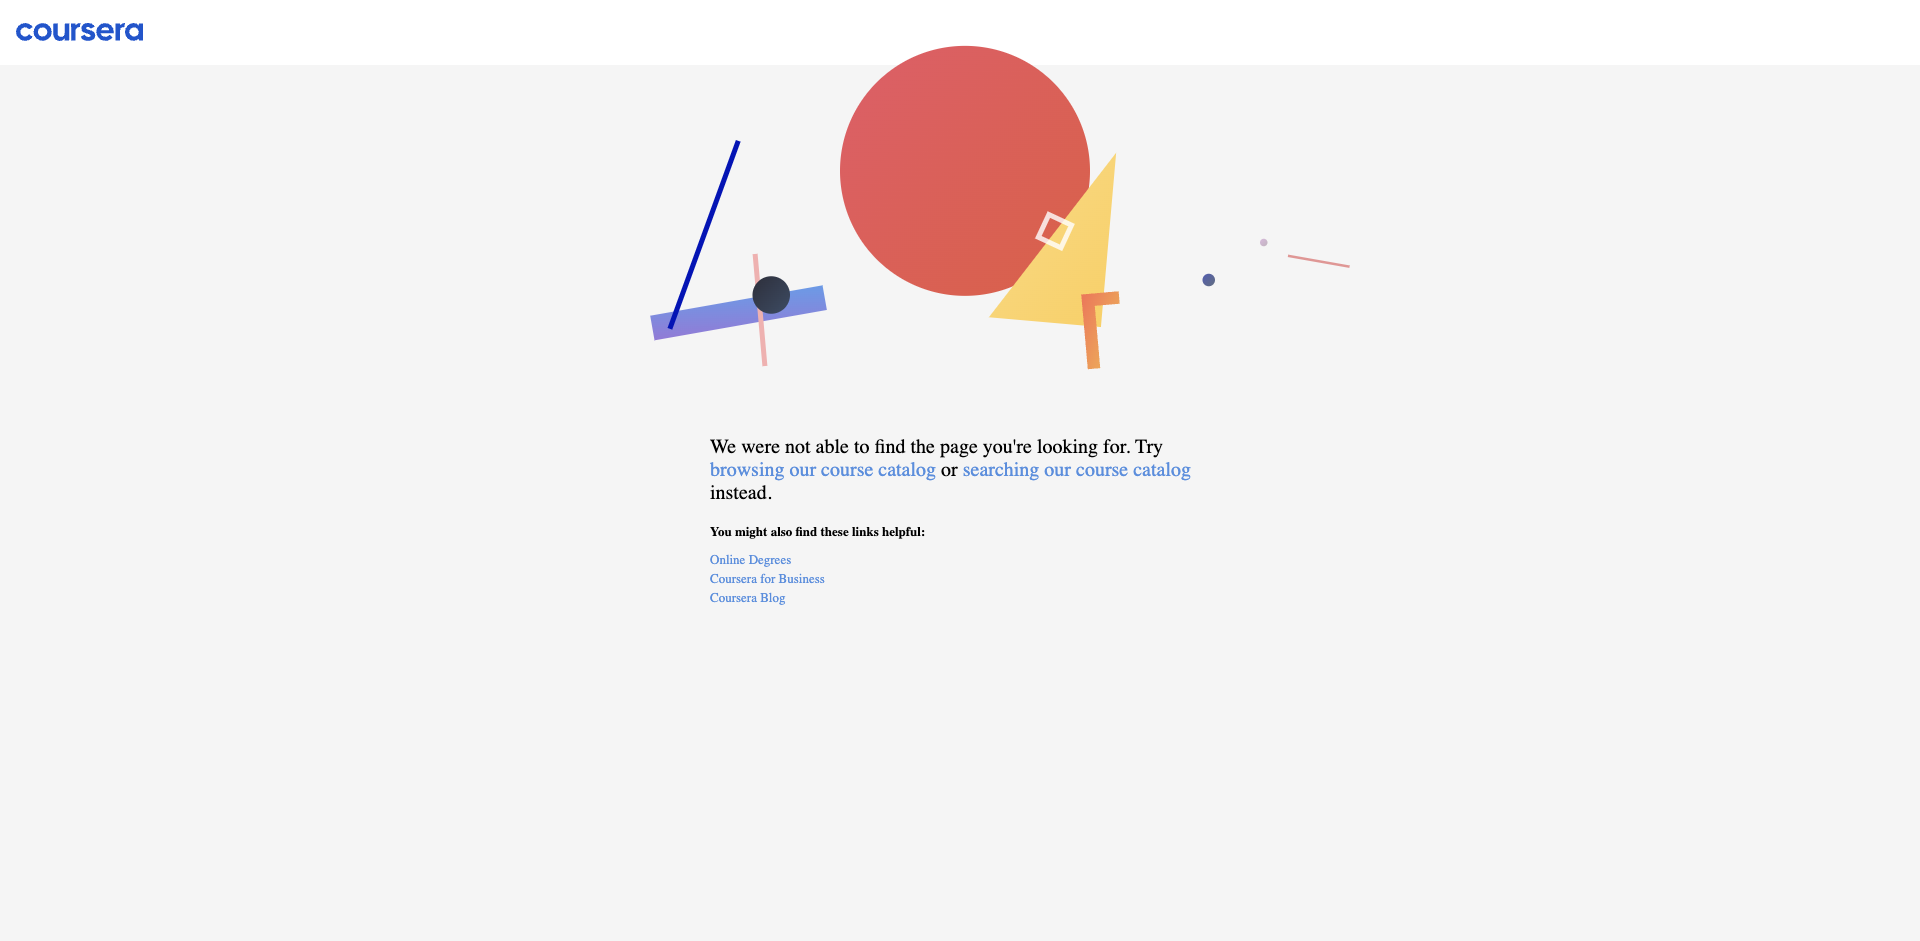 coursera
We were not able to find the page you're looking for. Try
browsing our course catalog or searching our course catalog
instead.
You might also find these links helpful:
Online Degrees
Coursera for Business
Coursera Blog